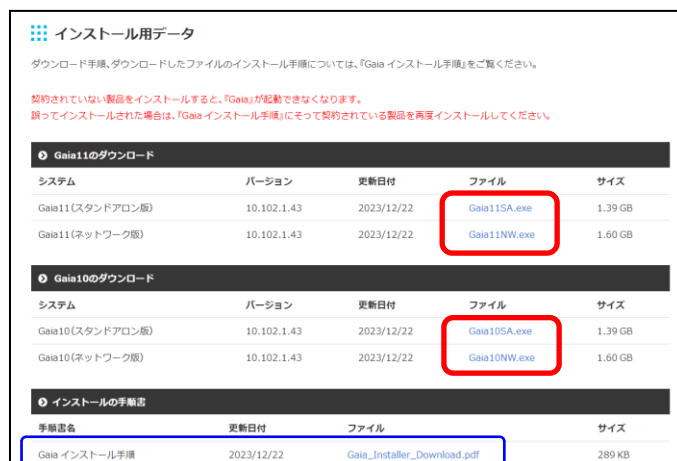 インストール用データ
ダウンロード手順、ダウンロードしたファイルのインストール手順については、『Gaia インストール手順』をご覧ください。
契約されていない製品をインストールすると、『Gaia』が起動できなくなります。
誤ってインストールされた場合は、『Gaia インストール手順』にそって契約されている製品を再度インストールしてください。
Gaia11のダウンロード
システム バージョン 更新日付 ファイル サイズ
Gaia11(スタンドアロン版) 10.102.1.43 2023/12/22 Gaia11SA.exe 1.39 GB
Gaia11(ネットワーク版) 10.102.1.43 2023/12/22 Gaia11NW.exe 1.60 GB
Gaia10のダウンロード
システム バージョン 更新日付 ファイル サイズ
Gaia10(スタンドアロン版) 10.102.1.43 2023/12/22 Gaia10SA.exe 1.39 GB
Gaia10(ネットワーク版) 10.102.1.43 2023/12/22 Gaia10NW.exe 1.60 GB
インストールの手順書
手順書名 更新日付 ファイル サイズ
Gaia インストール手順 2023/12/22 Gaia_Installer_Download.pdf 289 KB